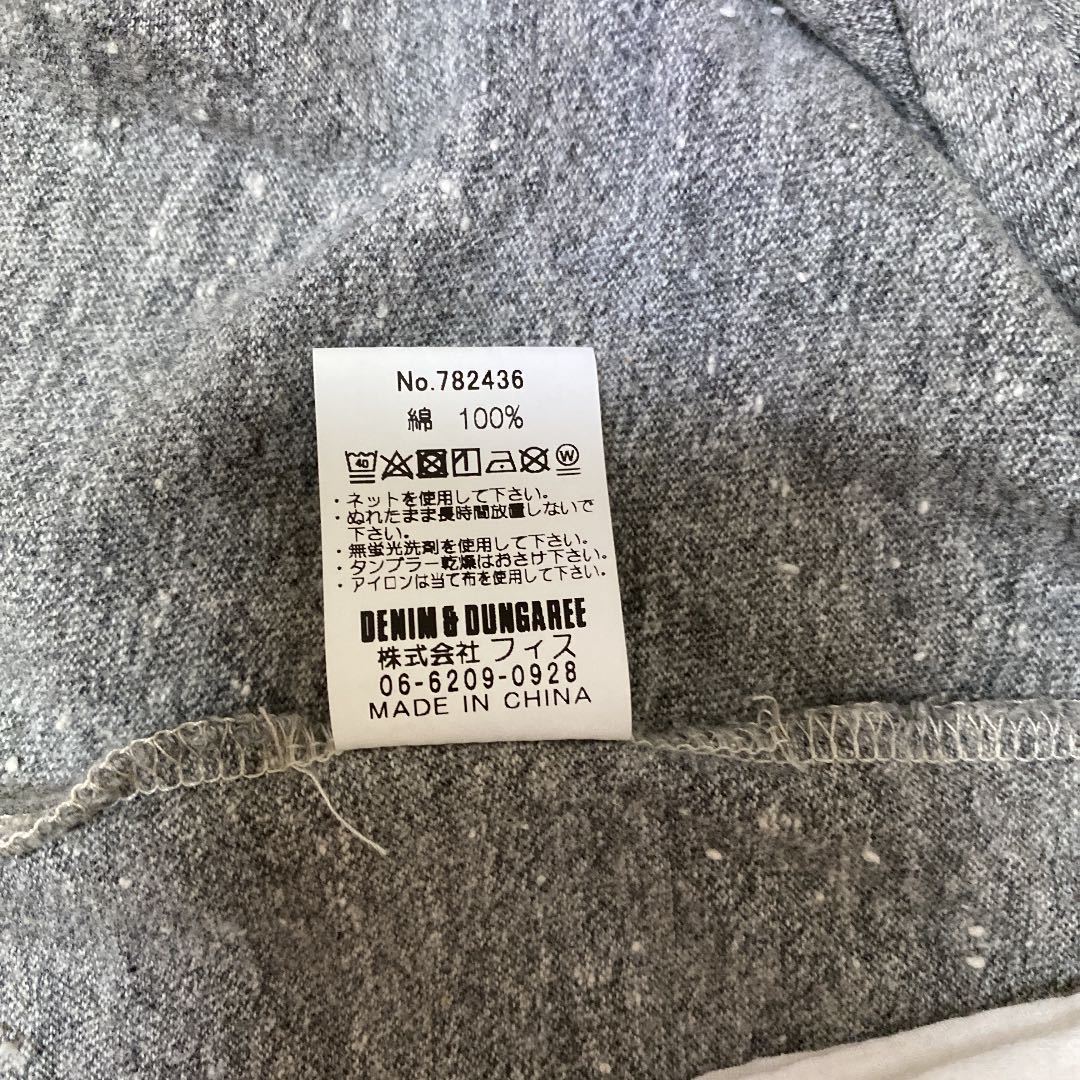 No.782436
綿 100%
40 W
・ネットを使用して下さい。
・ぬれたまま長時間放置しないで
下さい。
・無蛍光洗剤を使用して下さい。
・タンブラー乾燥はおさけ下さい。
・アイロンは当て布を使用して下さい。
DENIM & DUNGAREE
株式会社 フィス
06-6209-0928
MADE IN CHINA